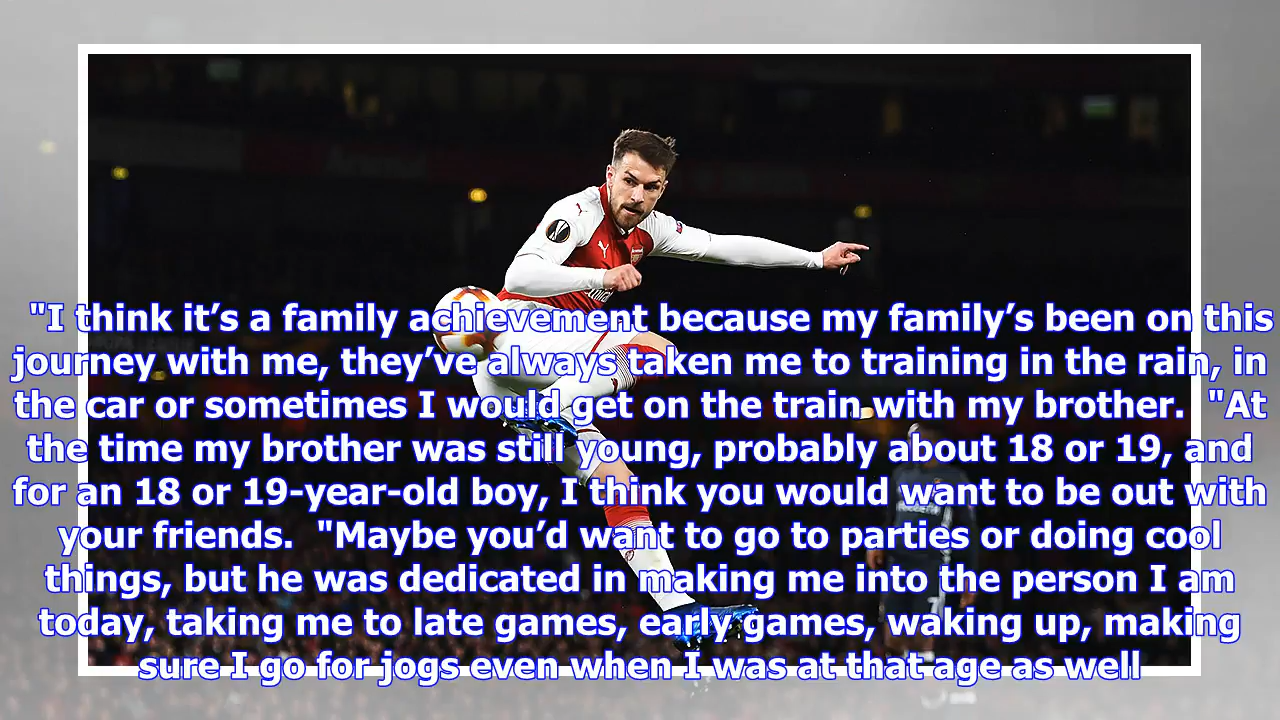 "I think it’s a family achievement because my family’s been on this
journey with me, they’ve always taken me to training in the rain, in
the car or sometimes I would get on the train with my brother.  "At
the time my brother was still young, probably about 18 or 19, and
for an 18 or 19-year-old boy, I think you would want to be out with
your friends.  "Maybe you’d want to go to parties or doing cool
things, but he was dedicated in making me into the person I am
today, taking me to late games, early games, waking up, making
sure I go for jogs even when I was at that age as well